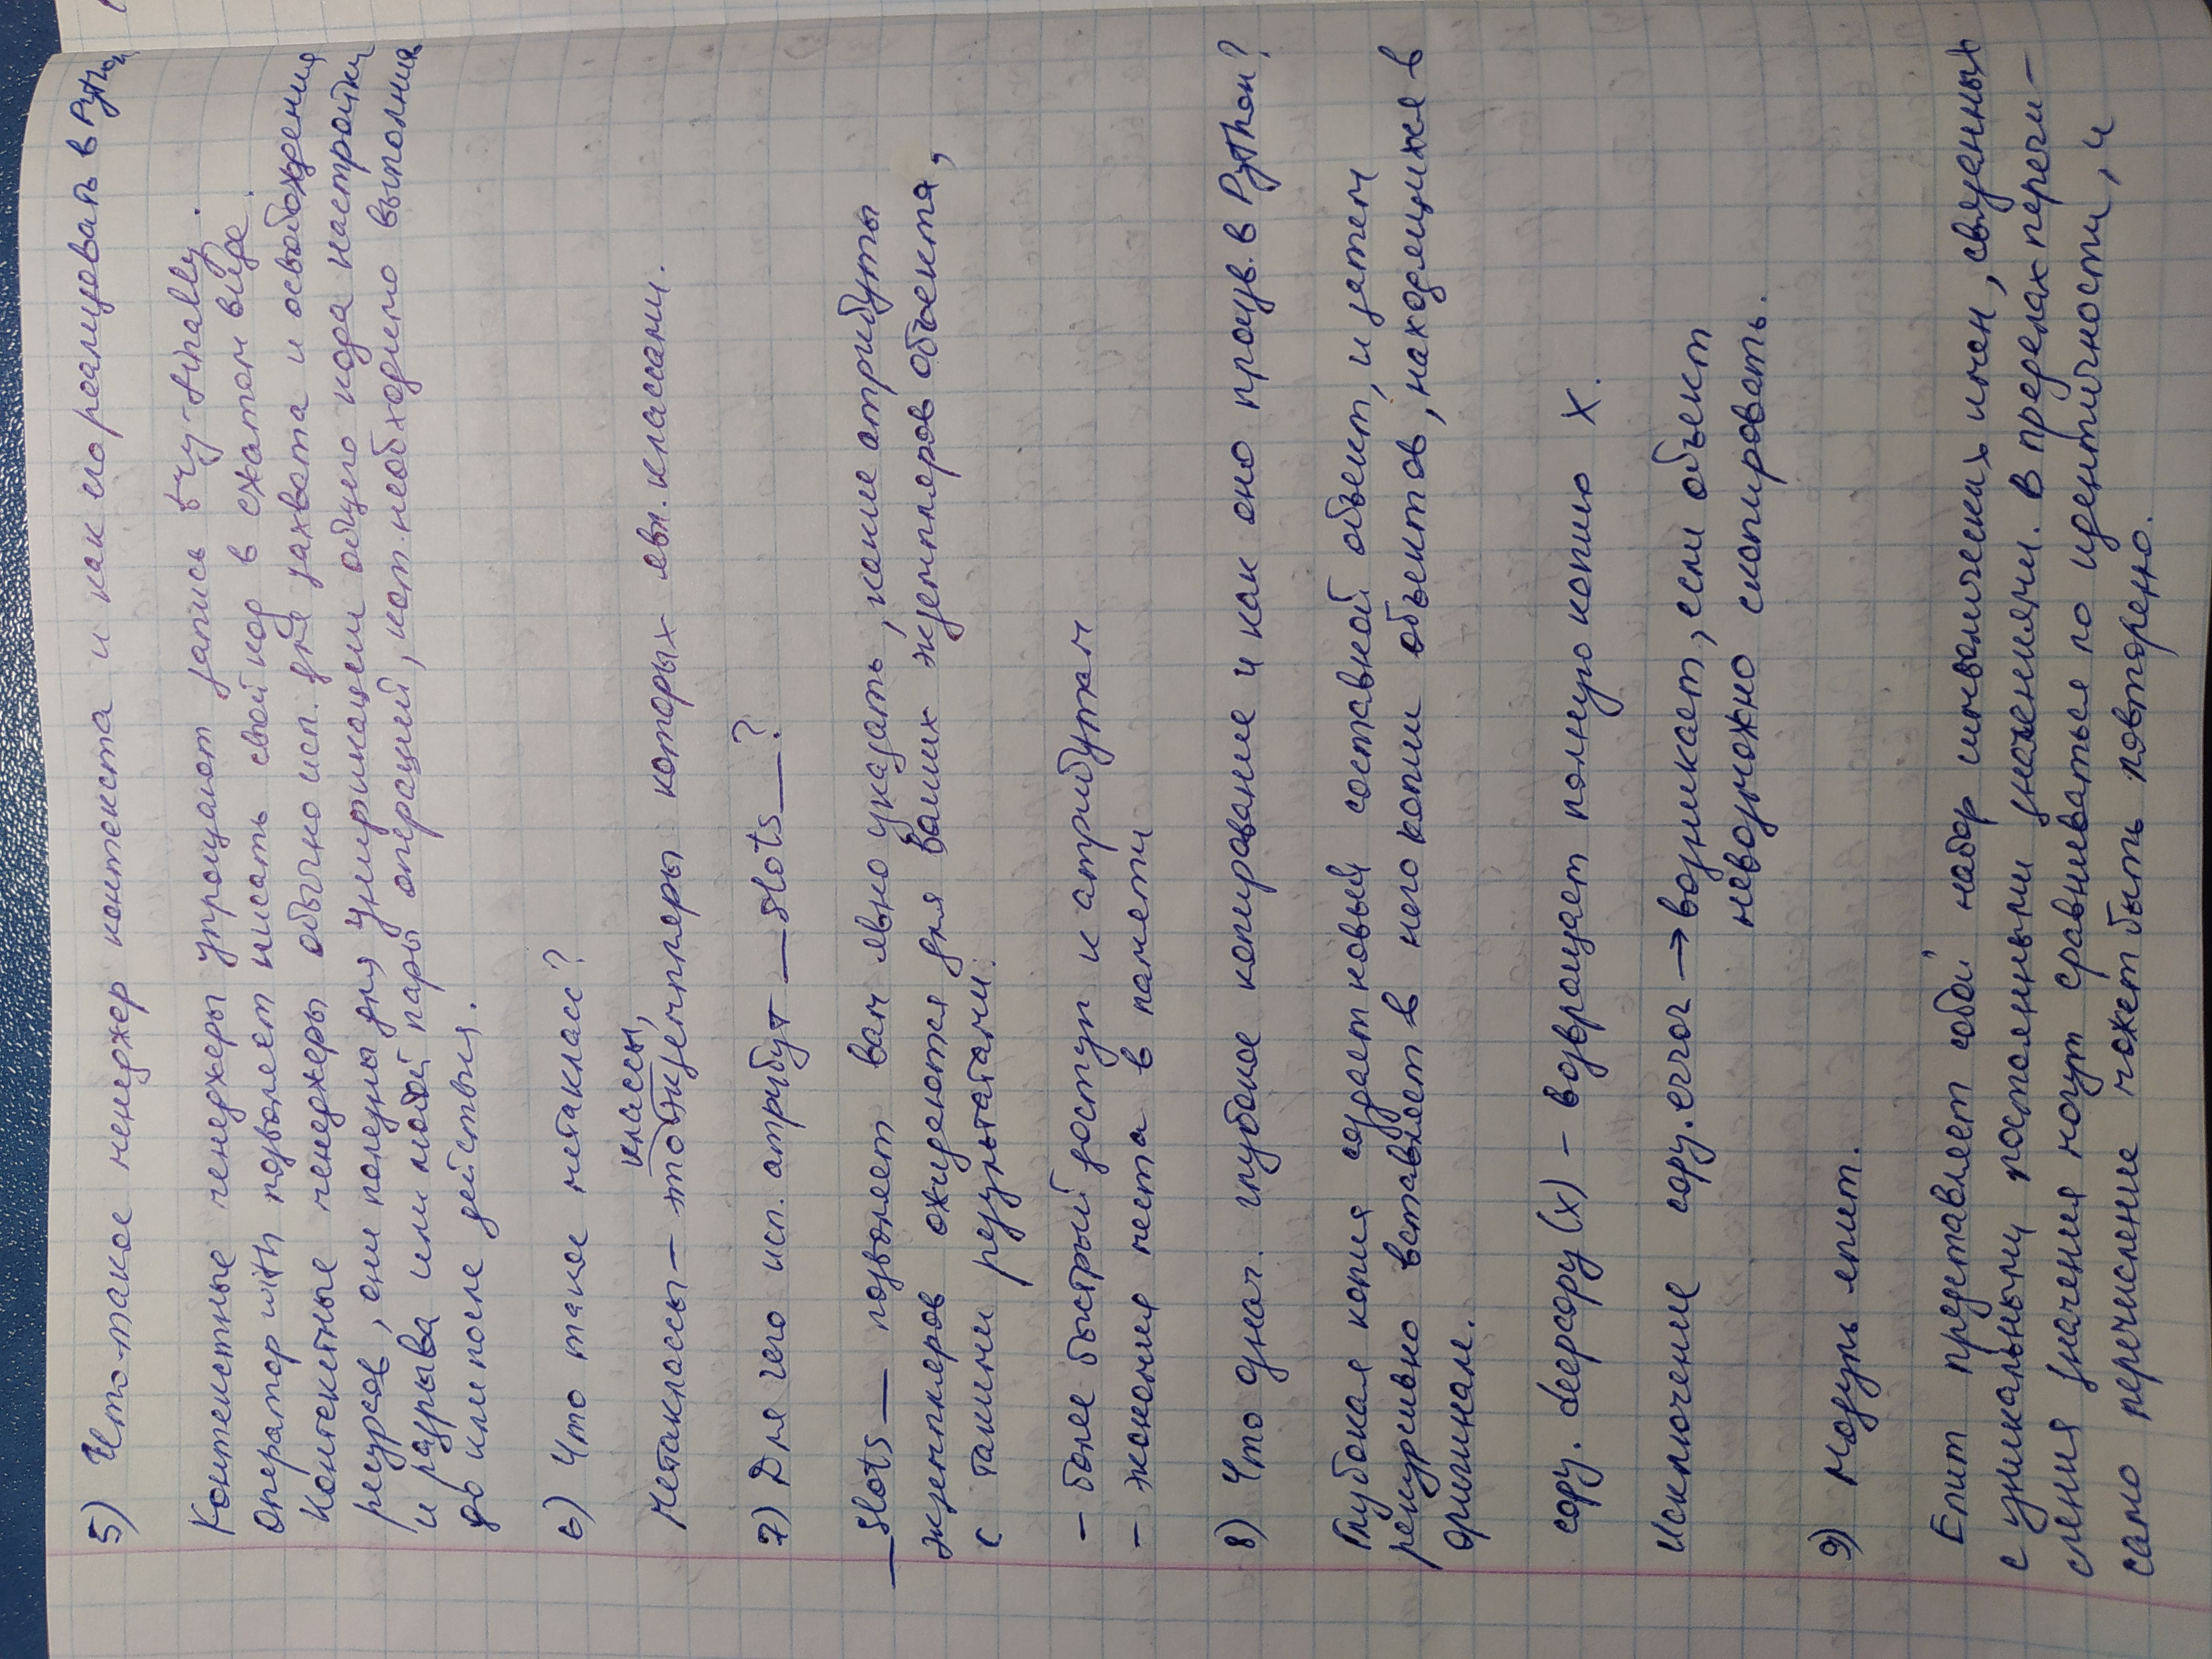 5) Что такое менеджер контекста и как его реализовать в Python
Контекстные менеджеры упрощают запись try-finally.
Оператор with позволяет писать свой код в сжатом виде.
Контекстные менеджеры обычно исп. для захвата и освобождения
ресурсов, они полезны для унификации общего кода настройки
и разрыва или любой пары операций, кот. необходимо выполнить
до или после действия.
6) Что такое метакласс?
классы,
Метаклассы – это экземпляры которых явл. классами.
7) Для чего исп. атрибут __slots__?
__slots__ позволяет вам явно указать, какие атрибуты
экземпляров ожидаются для ваших экземпляров объекта,
с такими результатами:
– более быстрый доступ к атрибутам
– экономия места в памяти
8) Что означ. глубокое копирование и как оно произв. в Python?
Глубокая копия создает новый составной объект, и затем
рекурсивно вставляет в него копии объектов, находящихся в
оригинале.
copy. deepcopy(x) – возвращает полную копию X.
Исключение copy.error → возникает, если объект
невозможно скопировать.
9) Модуль enum.
Enum представляет собой набор символических имен, связанных
с уникальными постоянными значениями. В пределах перечи-
сления значения могут сравниваться по идентичности, и
само перечисление может быть повторено.